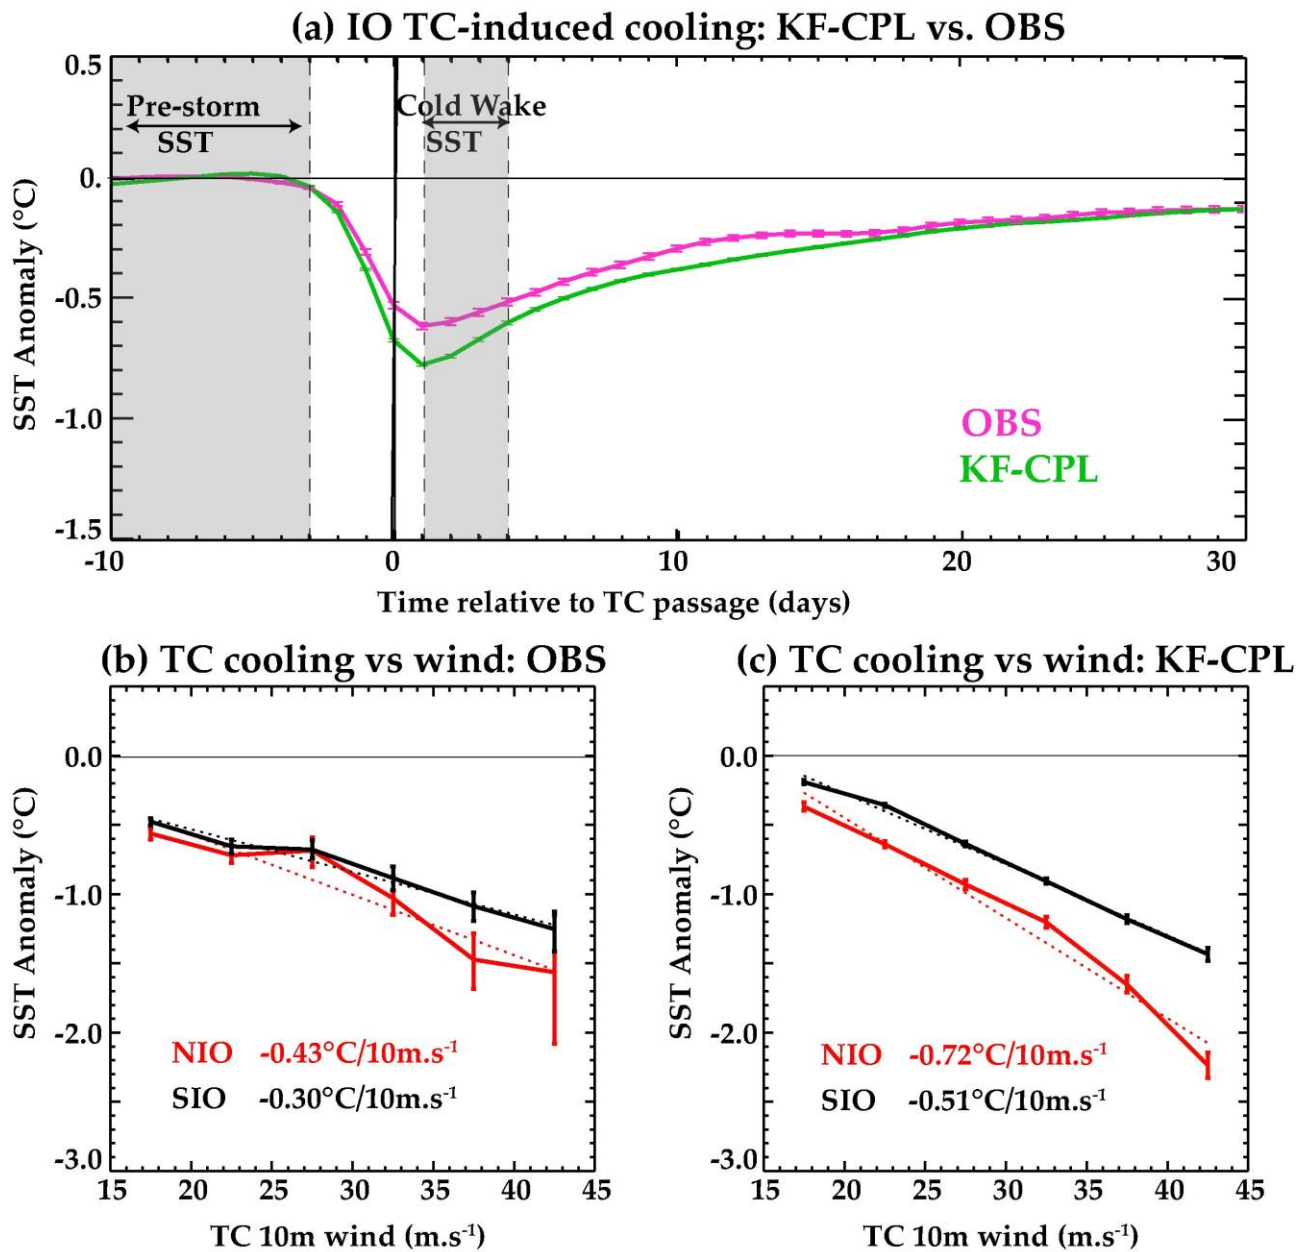 (a) IO TC-induced cooling: KF-CPL vs. OBS
0.5
Pre-storm
SST
Cold Wake
SST
0.
-0.5
-1.0
-1.5
SST Anomaly (°C)
OBS
KF-CPL
-10
0
10
20
30
Time relative to TC passage (days)
(b) TC cooling vs wind: OBS
0.0
-1.0
-2.0
-3.0
SST Anomaly (°C)
NIO -0.43°C/10m.s⁻¹
SIO -0.30°C/10m.s⁻¹
15 20 25 30 35 40 45
TC 10m wind (m.s⁻¹)
(c) TC cooling vs wind: KF-CPL
0.0
-1.0
-2.0
-3.0
SST Anomaly (°C)
NIO -0.72°C/10m.s⁻¹
SIO -0.51°C/10m.s⁻¹
15 20 25 30 35 40 45
TC 10m wind (m.s⁻¹)